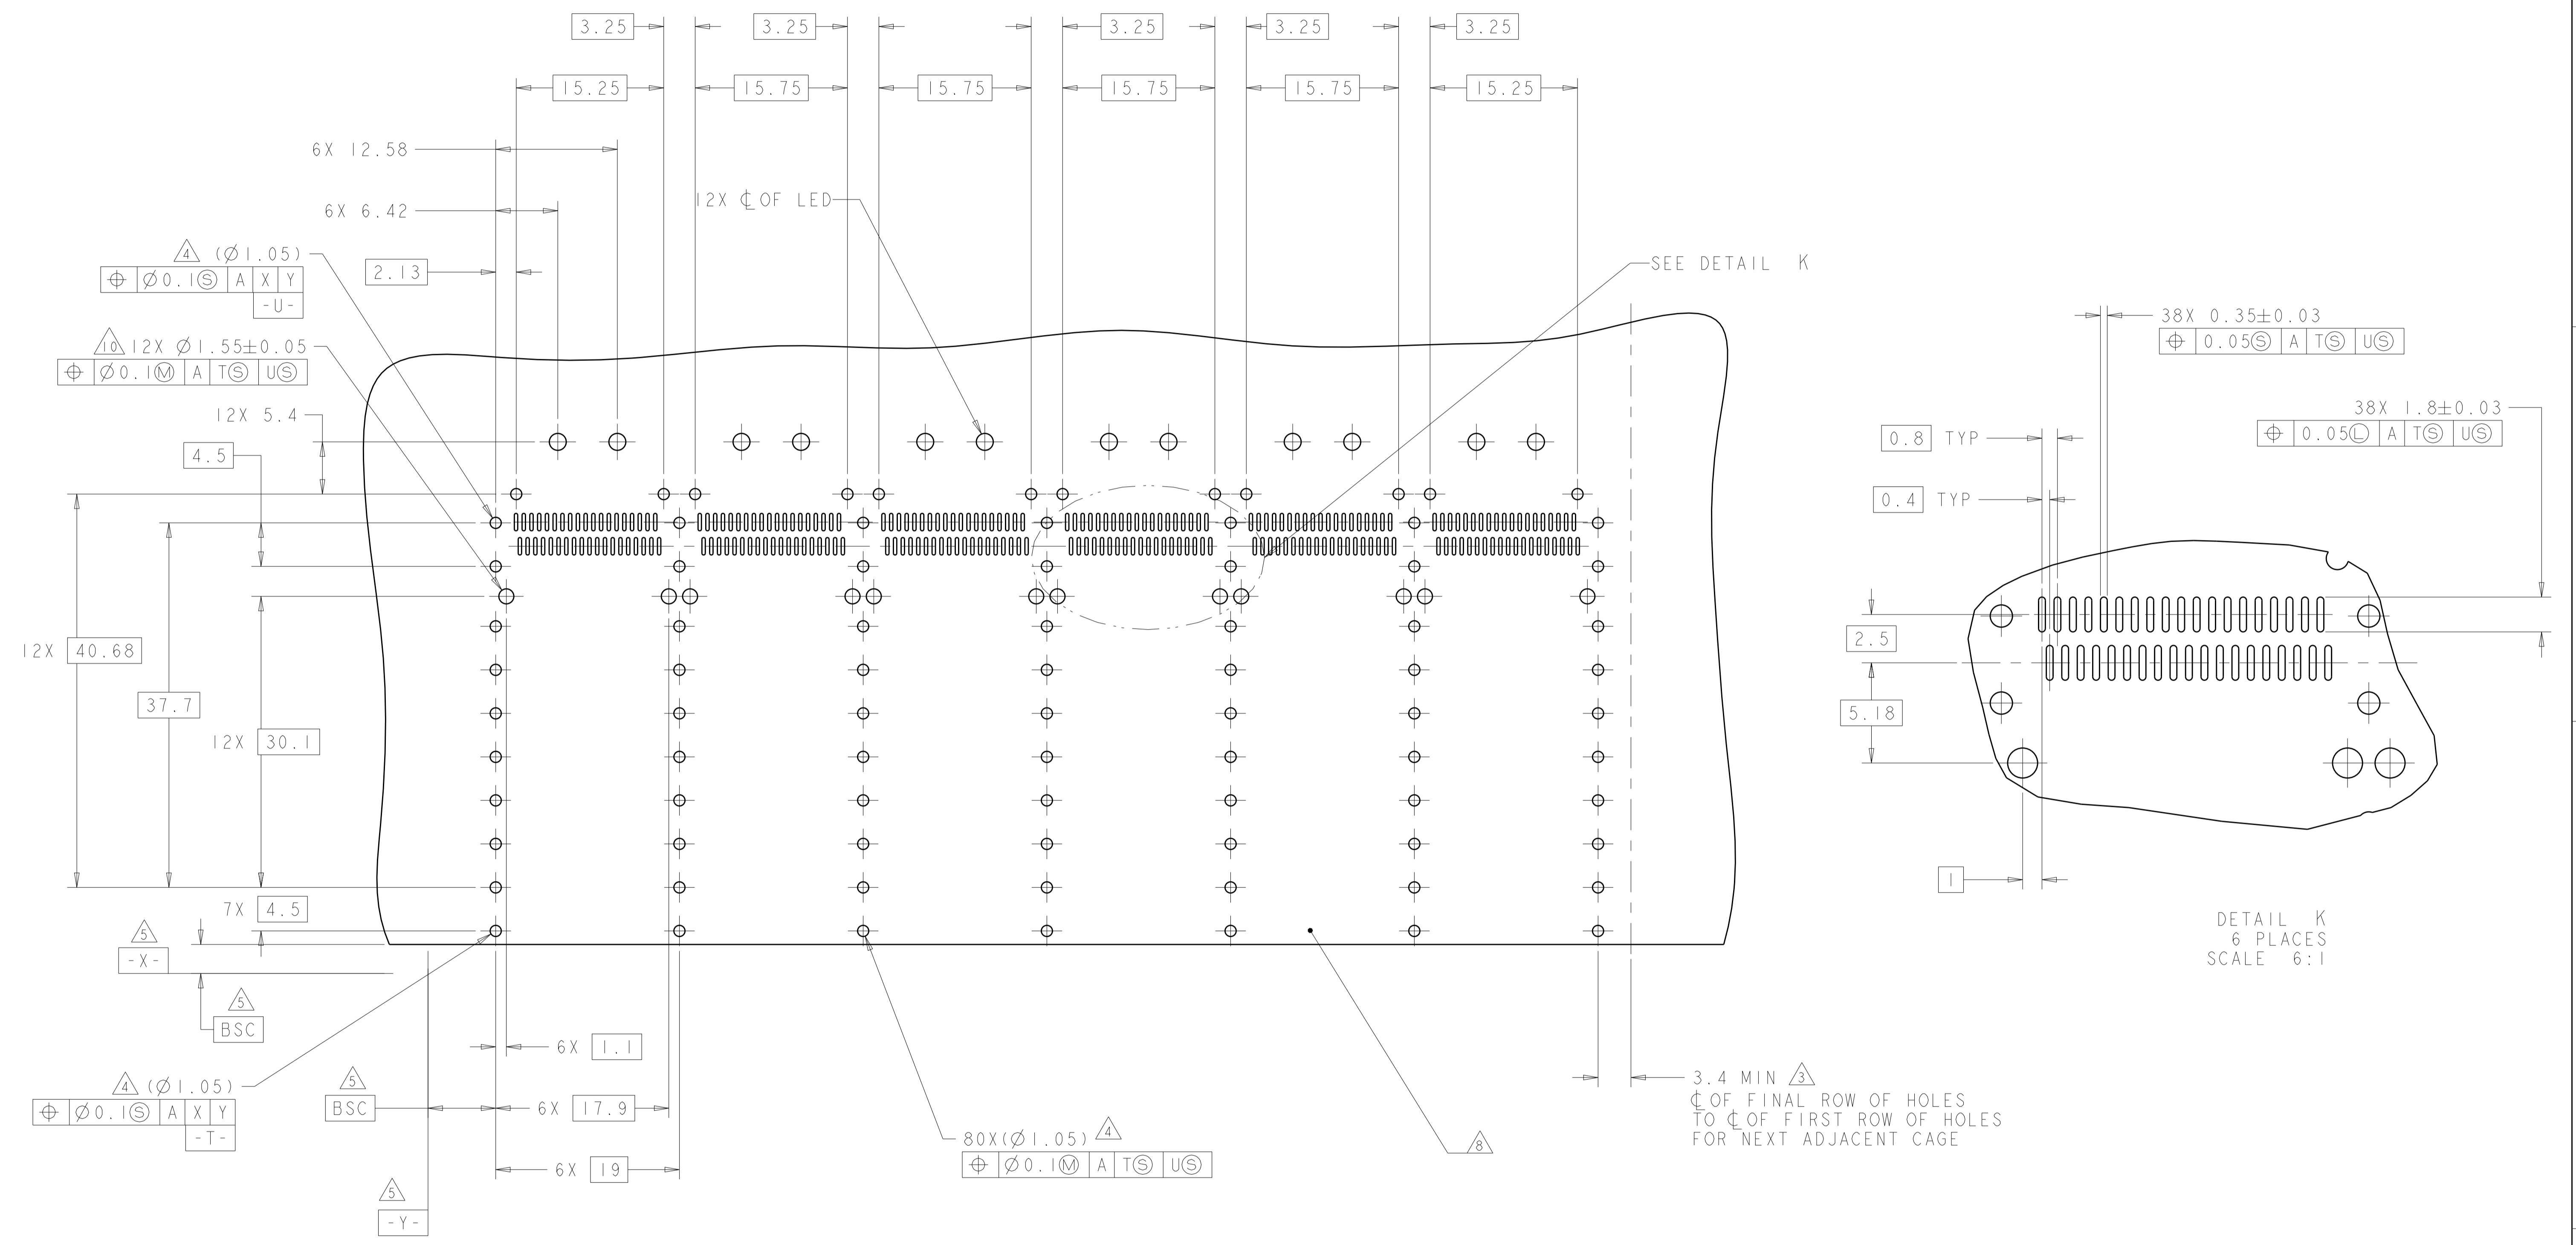 3.25 3.25 3.25 3.25 3.25
15.25 15.75 15.75 15.75 15.75 15.25
6X 12.58
12X ℄ OF LED
6X 6.42
4 (Ø1.05)
⌖ Ø0.1Ⓢ A X Y
-U-
2.13
SEE DETAIL K
10 12X Ø1.55±0.05
⌖ Ø0.1Ⓜ A TⓈ UⓈ
12X 5.4
4.5
12X 40.68
37.7
12X 30.1
7X 4.5
5
-X-
5
BSC
4 (Ø1.05)
⌖ Ø0.1Ⓢ A X Y
-T-
6X 1.1
5
BSC
6X 17.9
6X 19
5
-Y-
80X(Ø1.05) 4
⌖ Ø0.1Ⓜ A TⓈ UⓈ
8
3.4 MIN 3
℄ OF FINAL ROW OF HOLES
TO ℄ OF FIRST ROW OF HOLES
FOR NEXT ADJACENT CAGE
38X 0.35±0.03
⌖ 0.05Ⓢ A TⓈ UⓈ
38X 1.8±0.03
⌖ 0.05Ⓛ A TⓈ UⓈ
0.8 TYP
0.4 TYP
2.5
5.18
1
DETAIL K
6 PLACES
SCALE 6:1